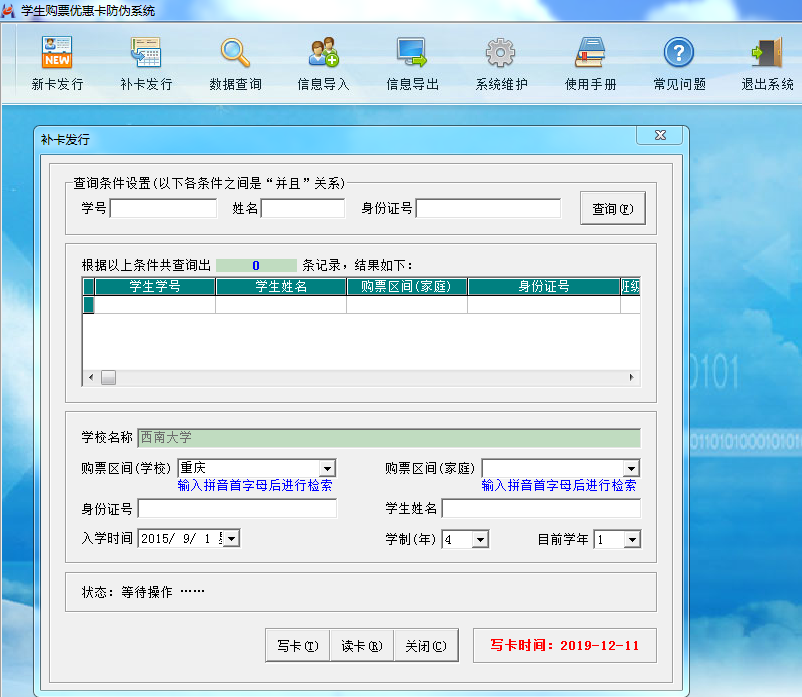 学生购票优惠卡防伪系统
新卡发行 补卡发行 数据查询 信息导入 信息导出 系统维护 使用手册 常见问题 退出系统
补卡发行
查询条件设置(以下各条件之间是“并且”关系)
学号 姓名 身份证号 查询(F)
根据以上条件共查询出 0 条记录，结果如下：
学生学号 学生姓名 购票区间(家庭) 身份证号 班级
学校名称 西南大学
购票区间(学校) 重庆 购票区间(家庭)
输入拼音首字母后进行检索 输入拼音首字母后进行检索
身份证号 学生姓名
入学时间 2015/ 9/ 1 学制(年) 4 目前学年 1
状态：等待操作 ……
写卡(T) 读卡(R) 关闭(C) 写卡时间：2019-12-11